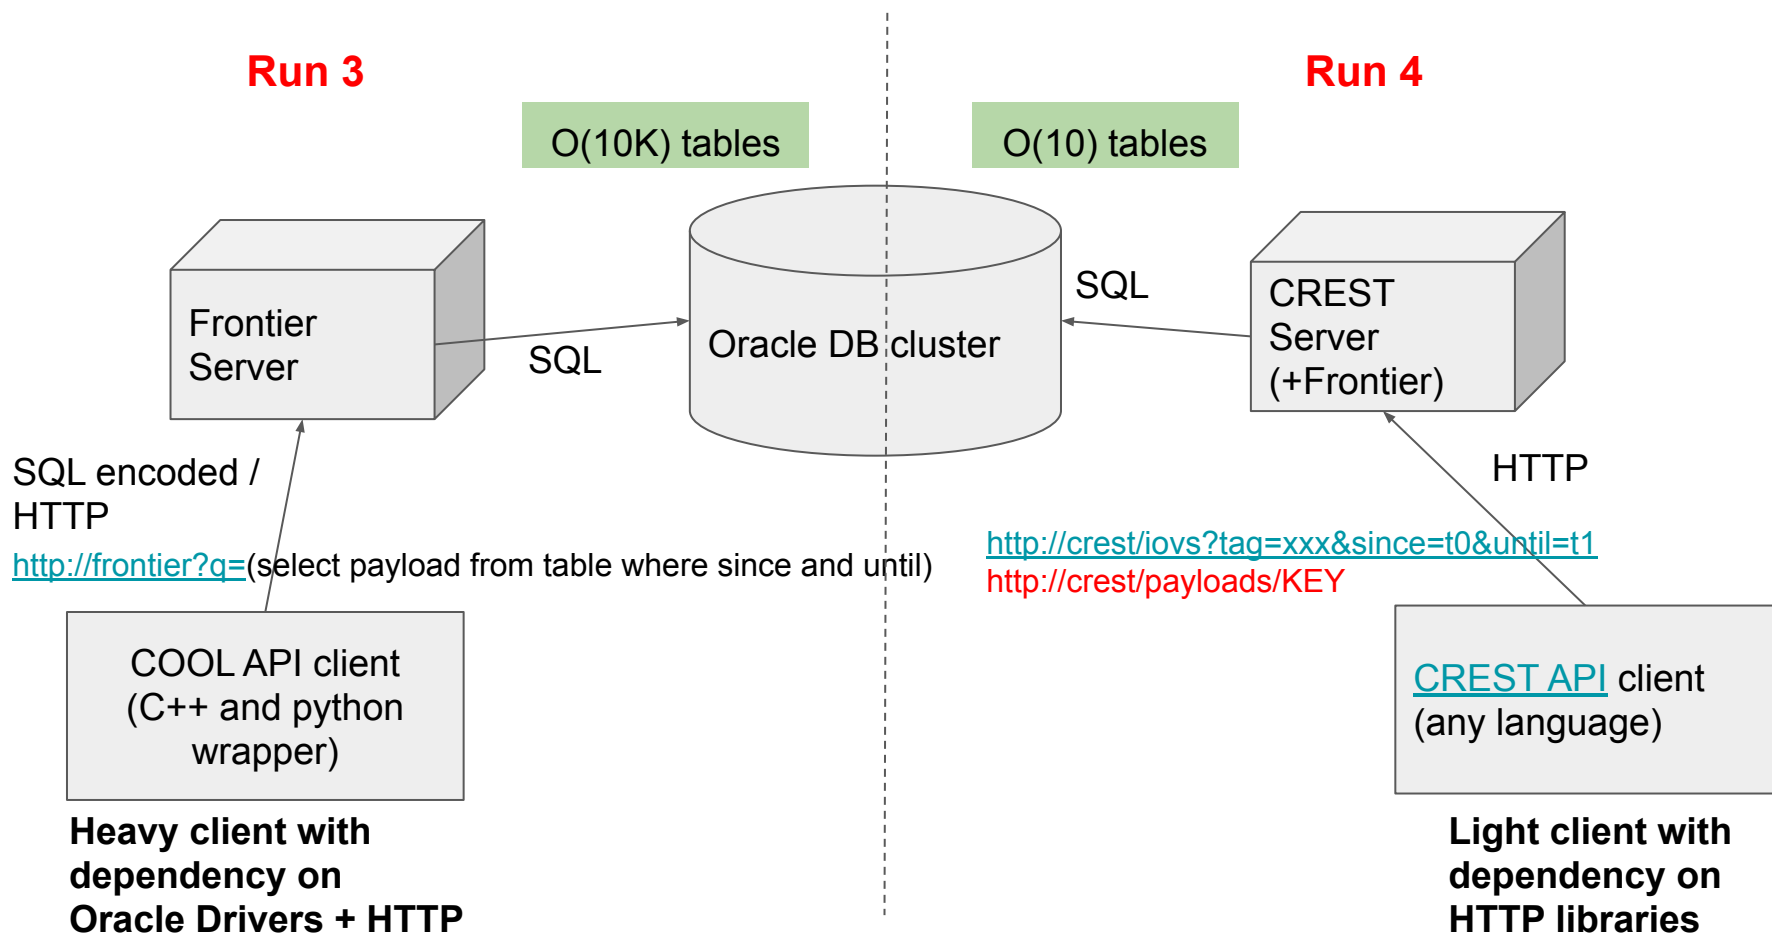 Run 3
Run 4
O(10K) tables
O(10) tables
Frontier
Server
SQL
Oracle DB cluster
SQL
CREST
Server
(+Frontier)
SQL encoded /
HTTP
http://frontier?q=(select payload from table where since and until)
HTTP
http://crest/iovs?tag=xxx&since=t0&until=t1
http://crest/payloads/KEY
COOL API client
(C++ and python
wrapper)
CREST API client
(any language)
Heavy client with
dependency on
Oracle Drivers + HTTP
Light client with
dependency on
HTTP libraries